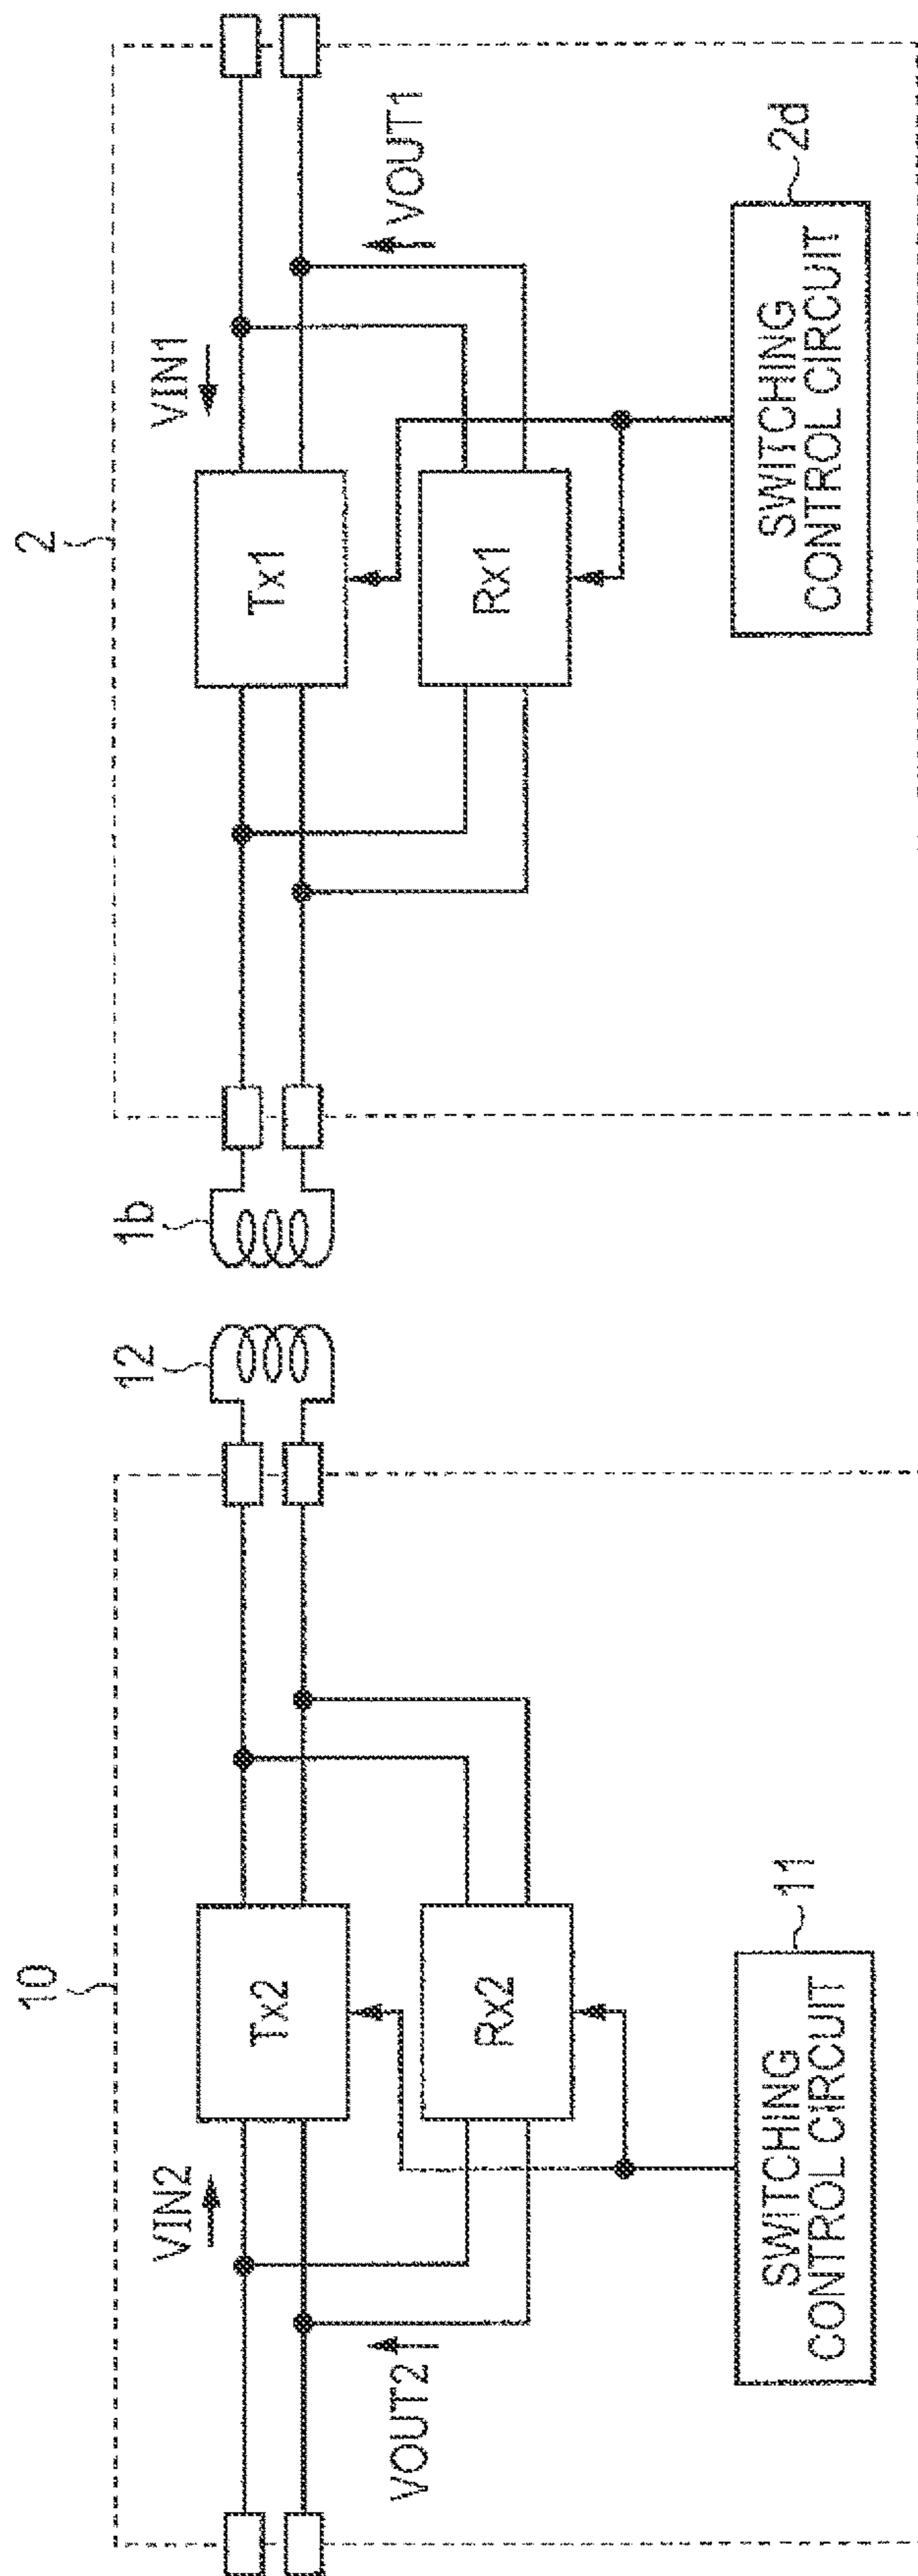 10
2
VIN2
12
1b
VIN1
Tx2
Tx1
VOUT2
VOUT1
Rx2
Rx1
11
2d
SWITCHING
CONTROL CIRCUIT
SWITCHING
CONTROL CIRCUIT